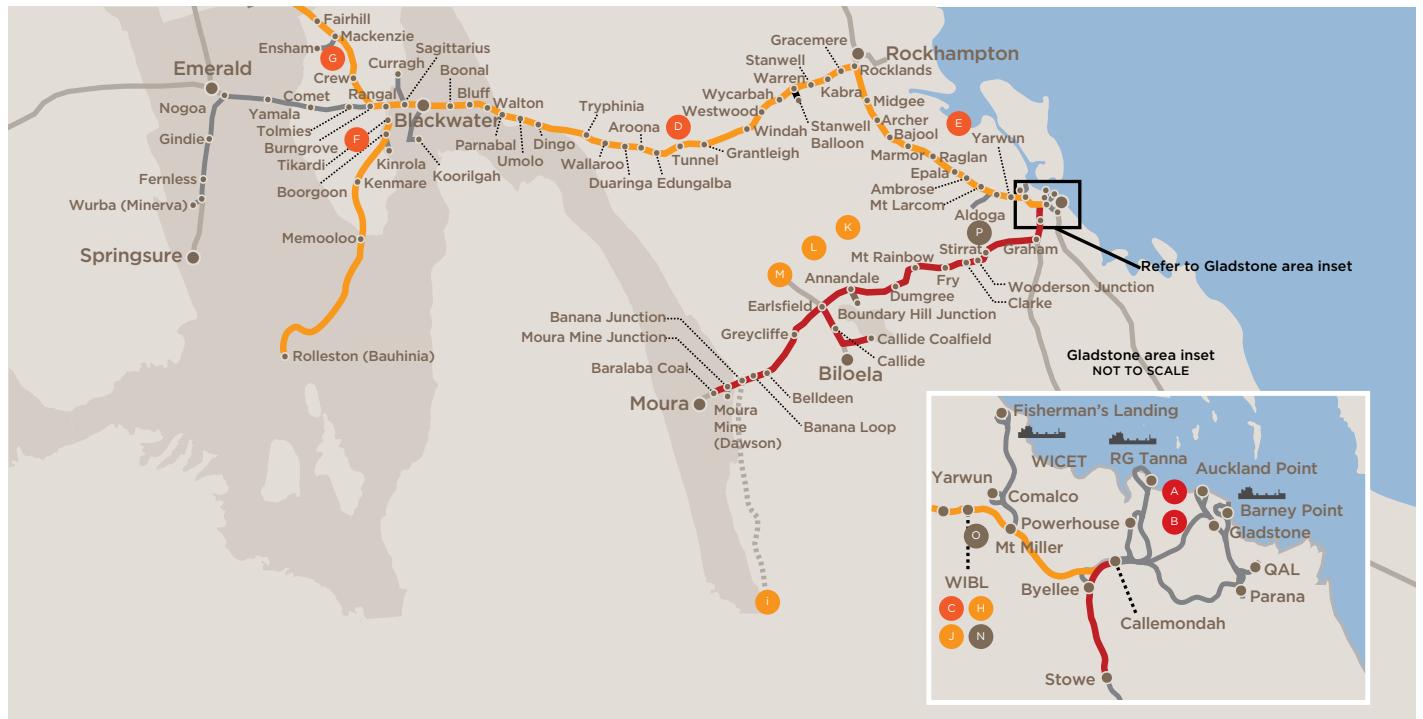 Fairhill
Mackenzie
Ensham
G
Sagittarius
Curragh
Crew
Boonal
Emerald
Comet
Rangal
Bluff
Nogoa
Yamala
Walton
Tolmies
Blackwater
Burngrove
F
Tikardi
Kinrola
Boorgoon
Kenmare
Koorilgah
Gindie
Fernless
Wurba (Minerva)
Springsure
Memooloo
Rolleston (Bauhinia)
Parnabal
Umolo
Dingo
Tryphinia
Wallaroo
Aroona
Duaringa
Edungalba
D
Tunnel
Grantleigh
Westwood
Windah
Wycarbah
Warren
Stanwell
Gracemere
Stanwell
Balloon
Kabra
Rockhampton
Rocklands
Midgee
Archer
Bajool
Marmor
Raglan
E
Yarwun
Epala
Ambrose
Mt Larcom
Aldoga
P
Stirrat
Graham
Refer to Gladstone area inset
K
L
M
Mt Rainbow
Annandale
Fry
Wooderson Junction
Clarke
Dumgree
Earlsfield
Boundary Hill Junction
Banana Junction
Greycliffe
Moura Mine Junction
Callide Coalfield
Callide
Baralaba Coal
Biloela
Moura
Belldeen
Moura
Mine
(Dawson)
Banana Loop
i
Gladstone area inset
NOT TO SCALE
Fisherman's Landing
WICET
RG Tanna
Auckland Point
Yarwun
Comalco
A
Barney Point
Powerhouse
B
Gladstone
O
Mt Miller
QAL
WIBL
Byellee
Parana
C
H
Callemondah
J
N
Stowe